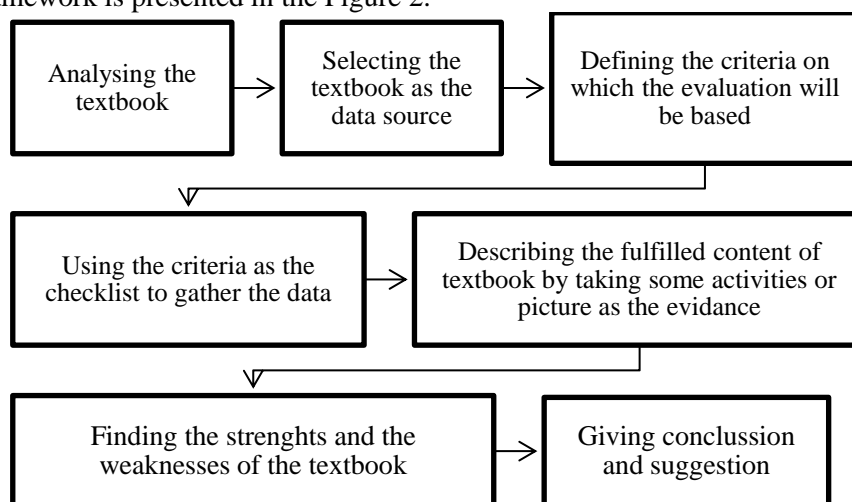 amework is presented in the Figure 2.
Analysing the
textbook
Selecting the
textbook as the
data source
Defining the criteria on
which the evaluation will
be based
Using the criteria as the
checklist to gather the data
Describing the fulfilled content of
textbook by taking some activities or
picture as the evidance
Finding the strenghts and the
weaknesses of the textbook
Giving conclussion
and suggestion